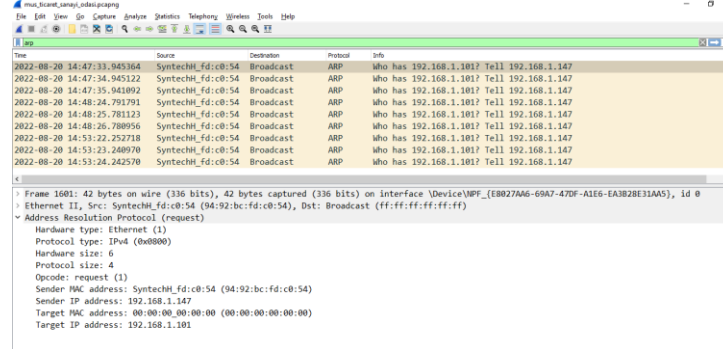 mus_ticaret_sanayi_odasi.pcapng
File Edit View Go Capture Analyze Statistics Telephony Wireless Tools Help
arp
Time Source Destination Protocol Info
2022-08-20 14:47:33.945364 SyntechH_fd:c0:54 Broadcast ARP Who has 192.168.1.101? Tell 192.168.1.147
2022-08-20 14:47:34.945122 SyntechH_fd:c0:54 Broadcast ARP Who has 192.168.1.101? Tell 192.168.1.147
2022-08-20 14:47:35.941092 SyntechH_fd:c0:54 Broadcast ARP Who has 192.168.1.101? Tell 192.168.1.147
2022-08-20 14:48:24.791791 SyntechH_fd:c0:54 Broadcast ARP Who has 192.168.1.101? Tell 192.168.1.147
2022-08-20 14:48:25.781123 SyntechH_fd:c0:54 Broadcast ARP Who has 192.168.1.101? Tell 192.168.1.147
2022-08-20 14:48:26.780956 SyntechH_fd:c0:54 Broadcast ARP Who has 192.168.1.101? Tell 192.168.1.147
2022-08-20 14:53:22.252718 SyntechH_fd:c0:54 Broadcast ARP Who has 192.168.1.101? Tell 192.168.1.147
2022-08-20 14:53:23.240970 SyntechH_fd:c0:54 Broadcast ARP Who has 192.168.1.101? Tell 192.168.1.147
2022-08-20 14:53:24.242570 SyntechH_fd:c0:54 Broadcast ARP Who has 192.168.1.101? Tell 192.168.1.147
Frame 1601: 42 bytes on wire (336 bits), 42 bytes captured (336 bits) on interface \Device\NPF_{E8027AA6-69A7-47DF-A1E6-EA3B28E31AA5}, id 0
Ethernet II, Src: SyntechH_fd:c0:54 (94:92:bc:fd:c0:54), Dst: Broadcast (ff:ff:ff:ff:ff:ff)
Address Resolution Protocol (request)
Hardware type: Ethernet (1)
Protocol type: IPv4 (0x0800)
Hardware size: 6
Protocol size: 4
Opcode: request (1)
Sender MAC address: SyntechH_fd:c0:54 (94:92:bc:fd:c0:54)
Sender IP address: 192.168.1.147
Target MAC address: 00:00:00_00:00:00 (00:00:00:00:00:00)
Target IP address: 192.168.1.101